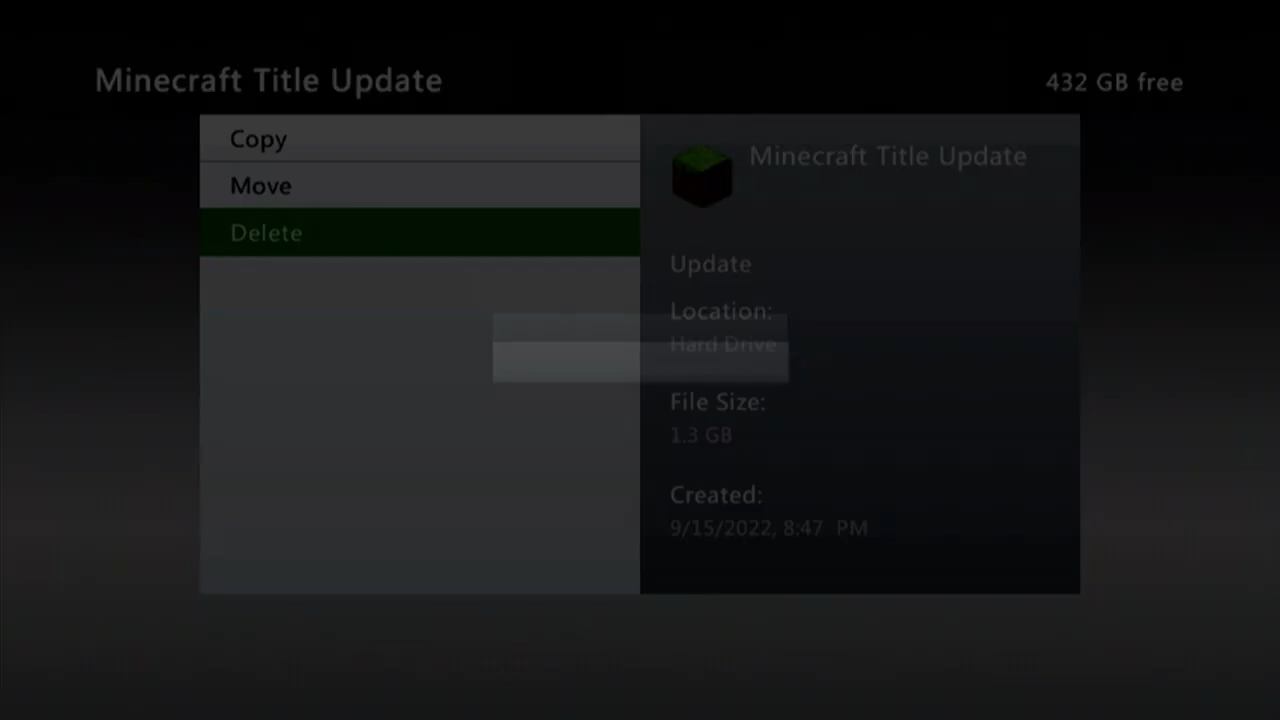 Minecraft Title Update
432 GB free
Copy
Move
Delete
Minecraft Title Update
Update
Location:
Hard Drive
File Size:
1.3 GB
Created:
9/15/2022, 8:47 PM